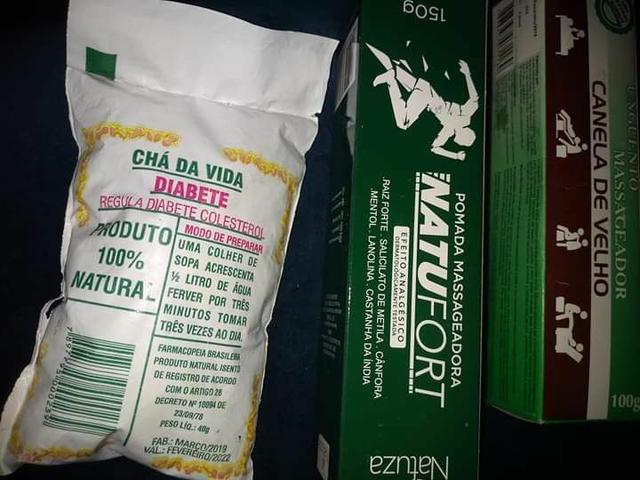 CHÁ DA VIDA
DIABETE
REGULA DIABETE COLESTEROL
PRODUTO
100%
NATURAL
MODO DE PREPARAR
UMA COLHER DE
SOPA ACRESCENTA
½ LITRO DE ÁGUA
FERVER POR TRÊS
MINUTOS TOMAR
TRÊS VEZES AO DIA.
FARMACOPEIA BRASILEIRA
PRODUTO NATURAL ISENTO
DE REGISTRO DE ACORDO
COM O ARTIGO 28
DECRETO Nº 10094 DE
23/09/78
PESO LÍQ.: 40g
FAB.: MARÇO/2019
VAL.: FEVEREIRO/2022
150g
POMADA MASSAGEADORA
NATUFORT
EFEITO ANALGÉSICO
DERMATOLOGICAMENTE TESTADA
.RAIZ FORTE . SALICILATO DE METILA . CÂNFORA
.MENTOL . LANOLINA . CASTANHA DA ÍNDIA
Natuza
MASSAGEADOR
CANELA DE VELHO
100g